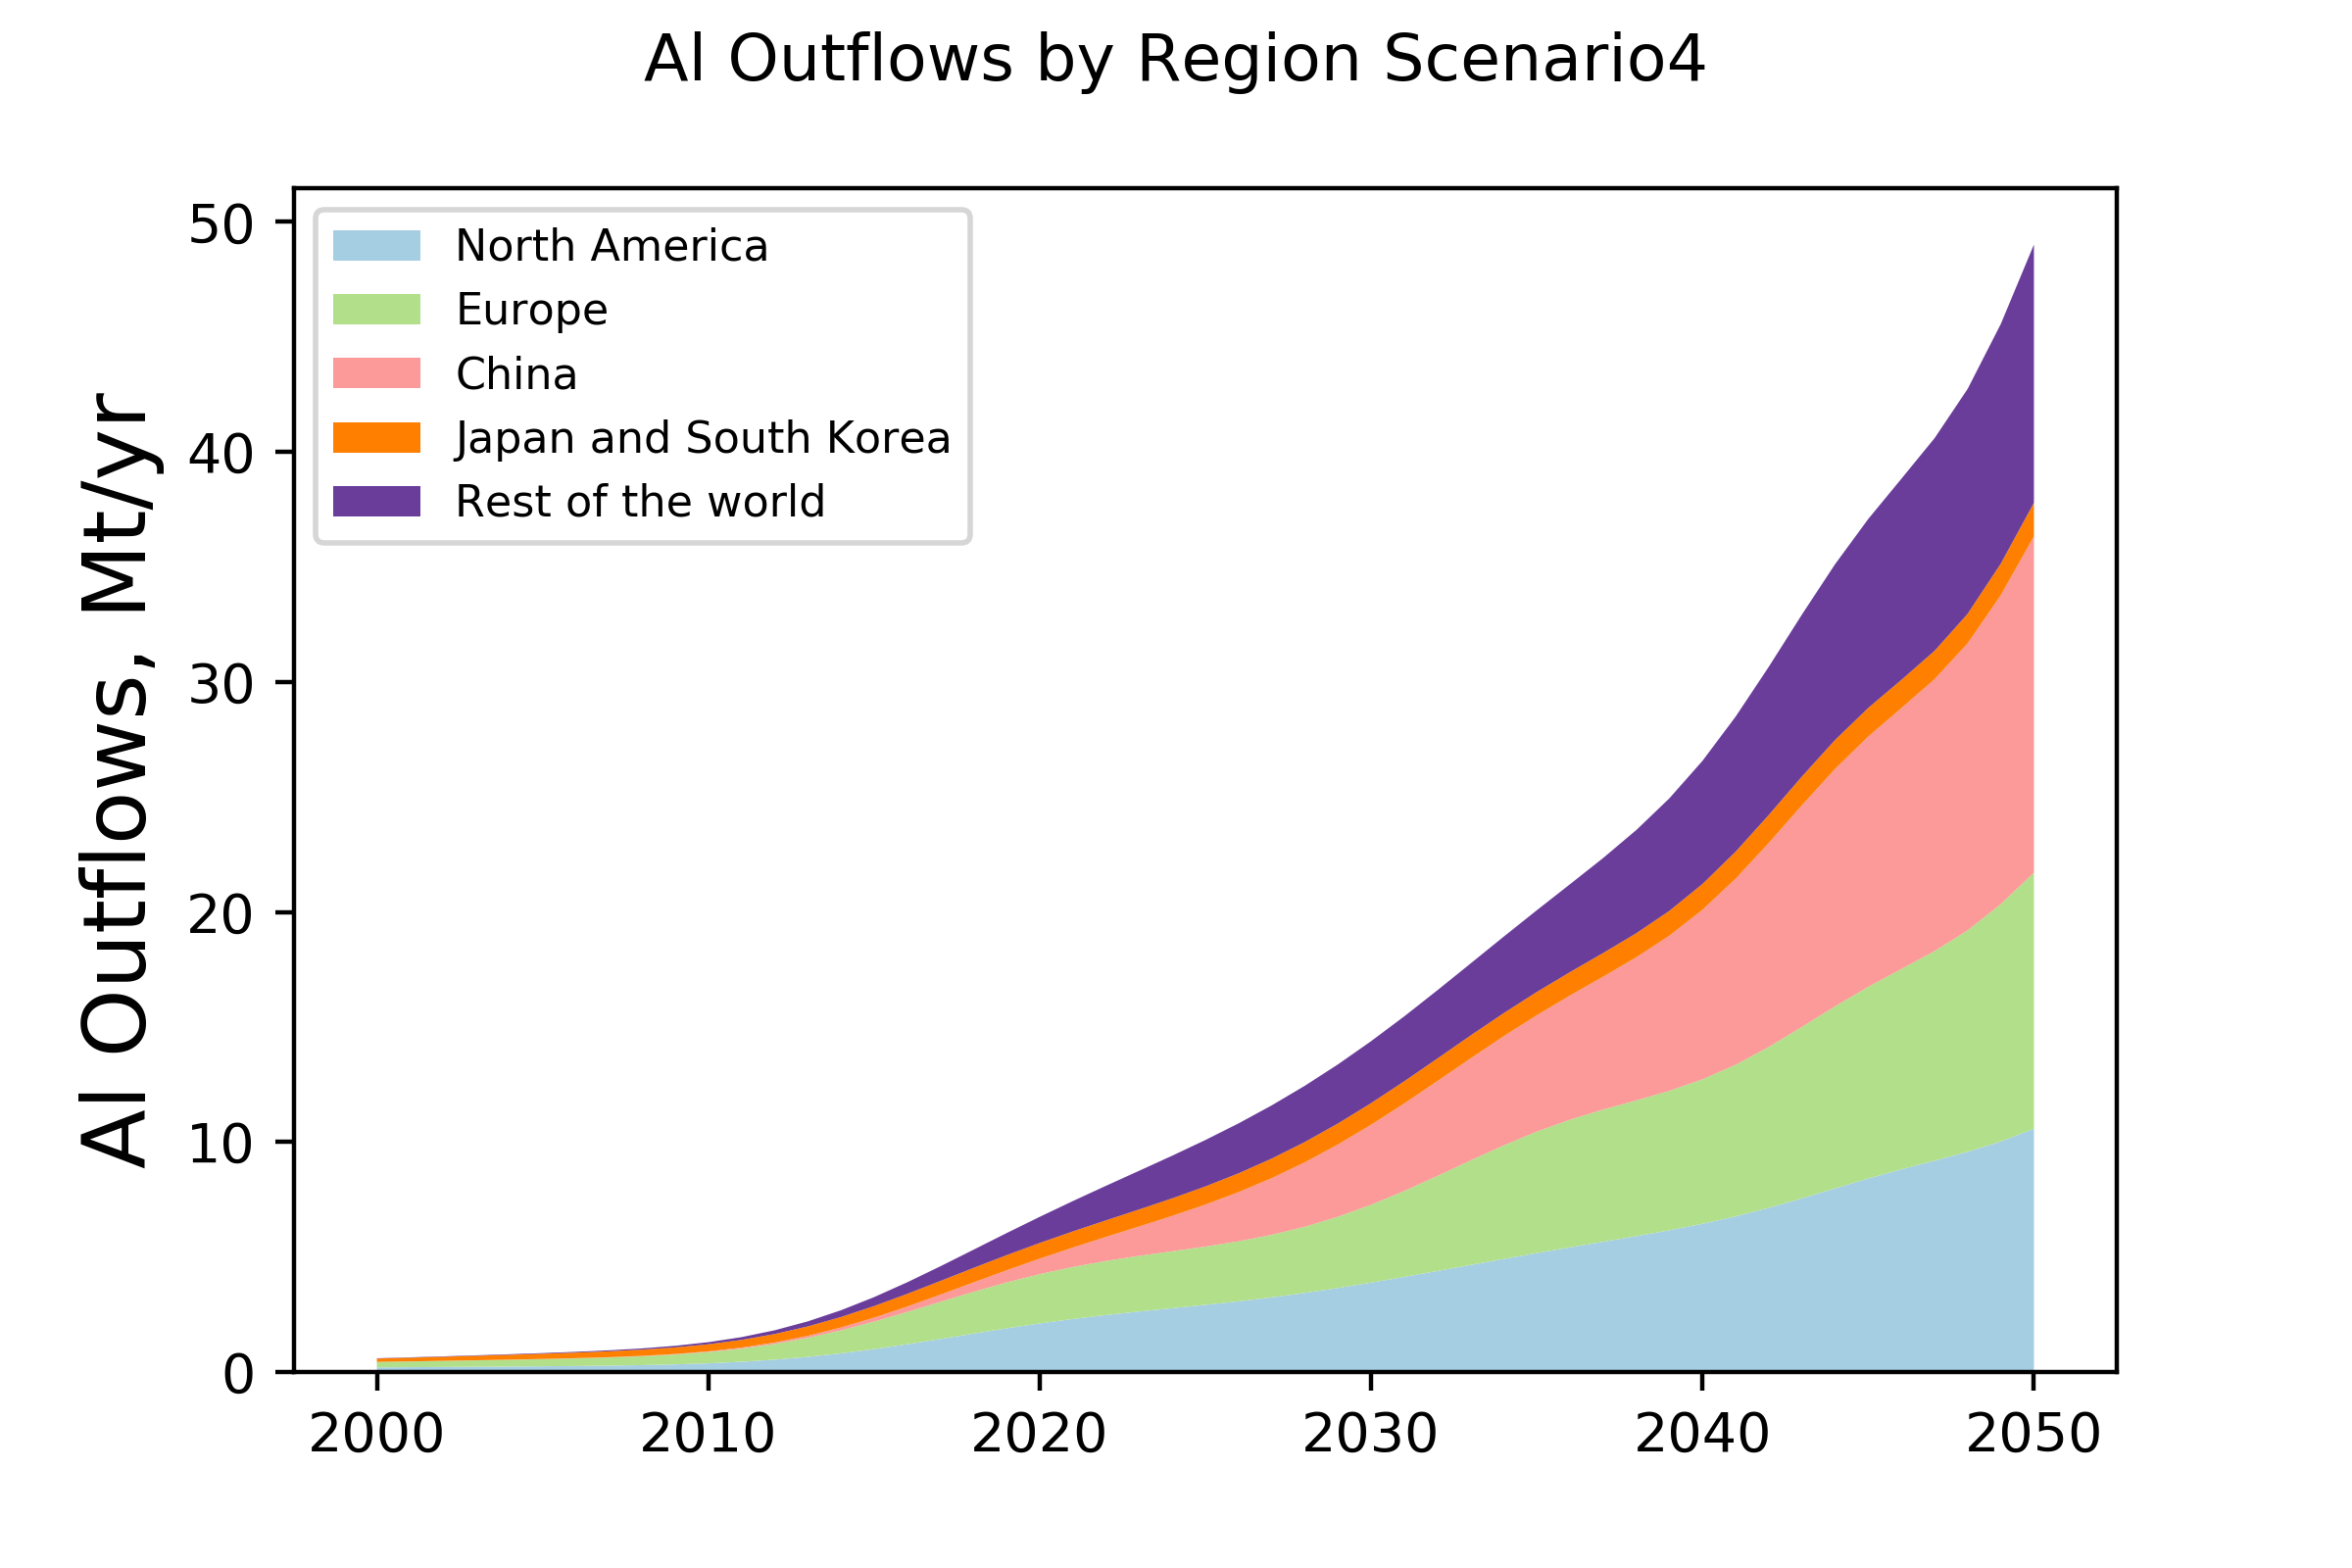 Al Outflows by Region Scenario4
Al Outflows, Mt/yr
50
40
30
20
10
0
North America
Europe
China
Japan and South Korea
Rest of the world
2000 2010 2020 2030 2040 2050